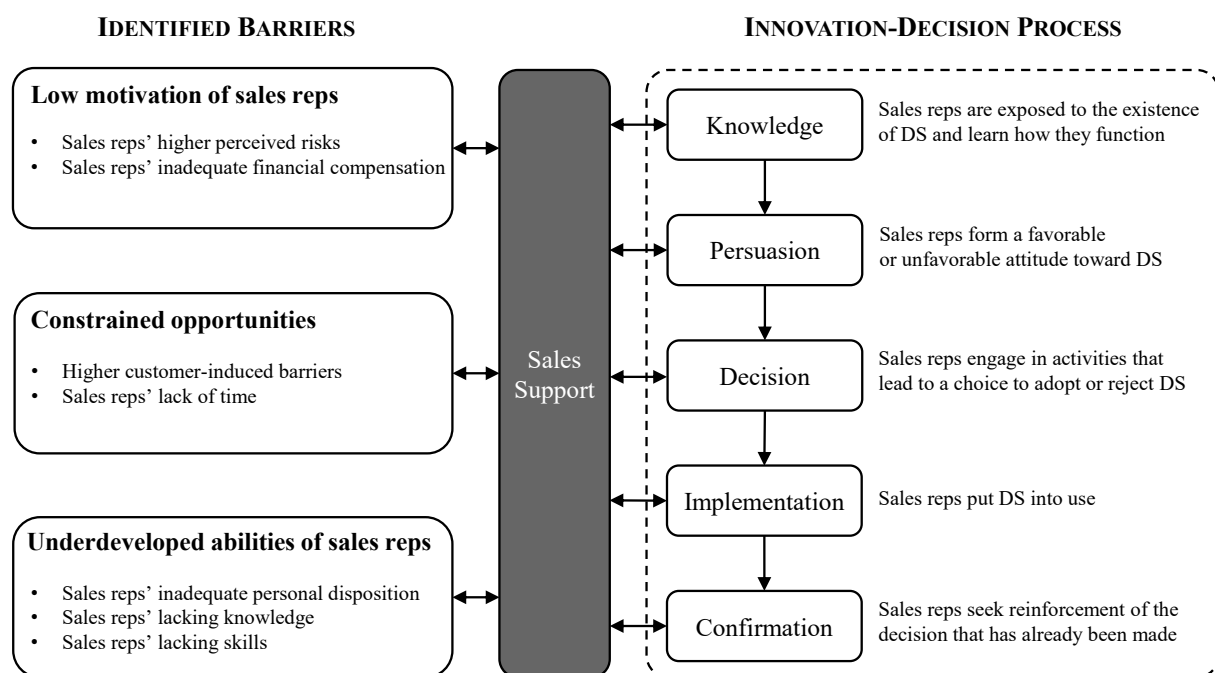 IDENTIFIED BARRIERS
Low motivation of sales reps
• Sales reps’ higher perceived risks
• Sales reps’ inadequate financial compensation
Constrained opportunities
• Higher customer-induced barriers
• Sales reps’ lack of time
Underdeveloped abilities of sales reps
• Sales reps’ inadequate personal disposition
• Sales reps’ lacking knowledge
• Sales reps’ lacking skills
Sales
Support
INNOVATION-DECISION PROCESS
Knowledge
Sales reps are exposed to the existence
of DS and learn how they function
Persuasion
Sales reps form a favorable
or unfavorable attitude toward DS
Decision
Sales reps engage in activities that
lead to a choice to adopt or reject DS
Implementation
Sales reps put DS into use
Confirmation
Sales reps seek reinforcement of the
decision that has already been made